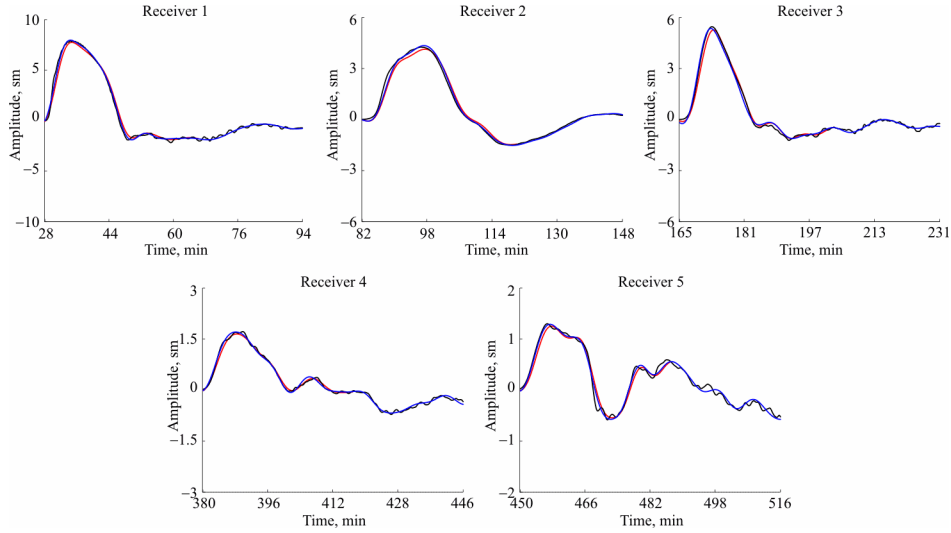 Receiver 1
10
5
0
−5
−10
Amplitude, sm
28 44 60 76 94
Time, min
Receiver 2
6
3
0
−3
−6
Amplitude, sm
82 98 114 130 148
Time, min
Receiver 3
6
3
0
−3
−6
Amplitude, sm
165 181 197 213 231
Time, min
Receiver 4
3
1.5
0
−1.5
−3
Amplitude, sm
380 396 412 428 446
Time, min
Receiver 5
2
1
0
−1
−2
Amplitude, sm
450 466 482 498 516
Time, min